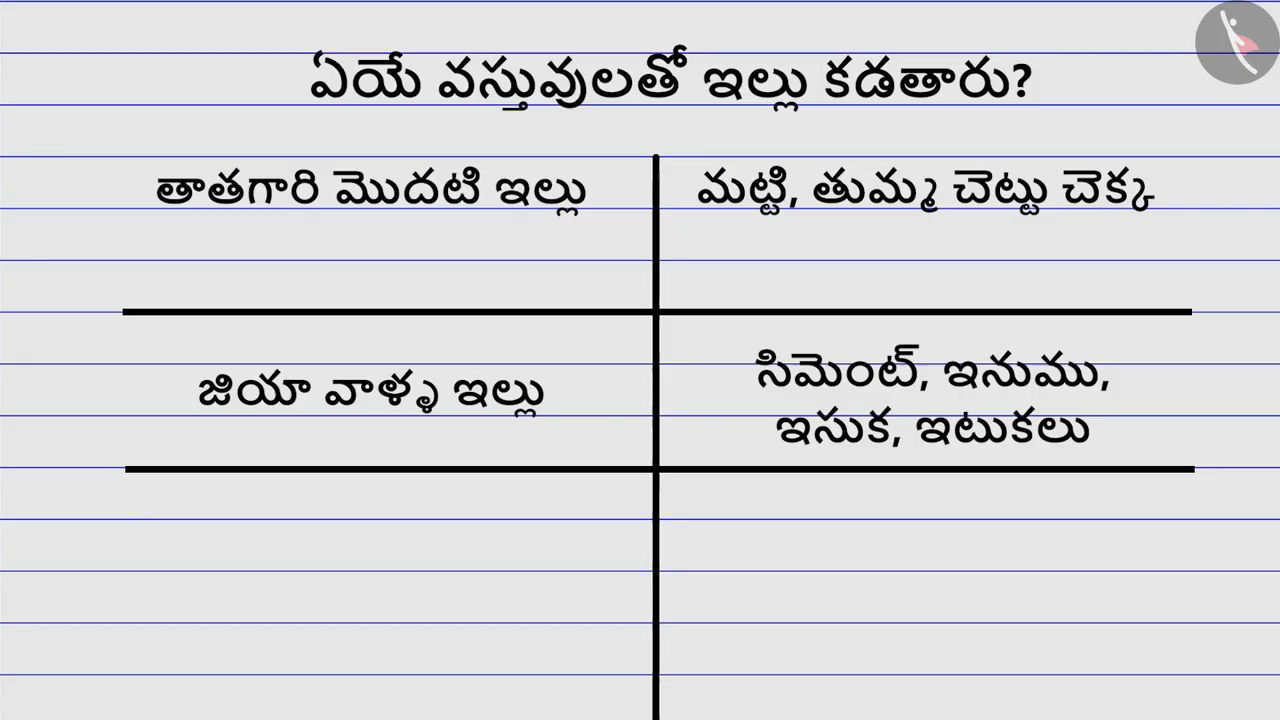 ఏయే వస్తువులతో ఇల్లు కడతారు?
తాతగారి మొదటి ఇల్లు
మట్టి, తుమ్మ చెట్టు చెక్క
జియా వాళ్ళ ఇల్లు
సిమెంట్, ఇనుము,
ఇసుక, ఇటుకలు